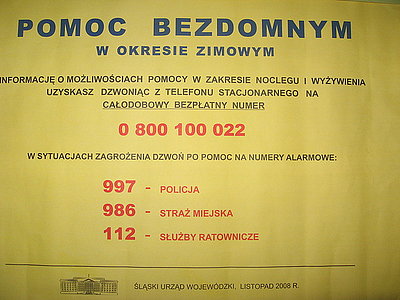 POMOC BEZDOMNYM
W OKRESIE ZIMOWYM
INFORMACJĘ O MOŻLIWOŚCIACH POMOCY W ZAKRESIE NOCLEGU I WYŻYWIENIA
UZYSKASZ DZWONIĄC Z TELEFONU STACJONARNEGO NA
CAŁODOBOWY BEZPŁATNY NUMER
0 800 100 022
W SYTUACJACH ZAGROŻENIA DZWOŃ PO POMOC NA NUMERY ALARMOWE:
997 - POLICJA
986 - STRAŻ MIEJSKA
112 - SŁUŻBY RATOWNICZE
ŚLĄSKI URZĄD WOJEWÓDZKI, LISTOPAD 2008 R.